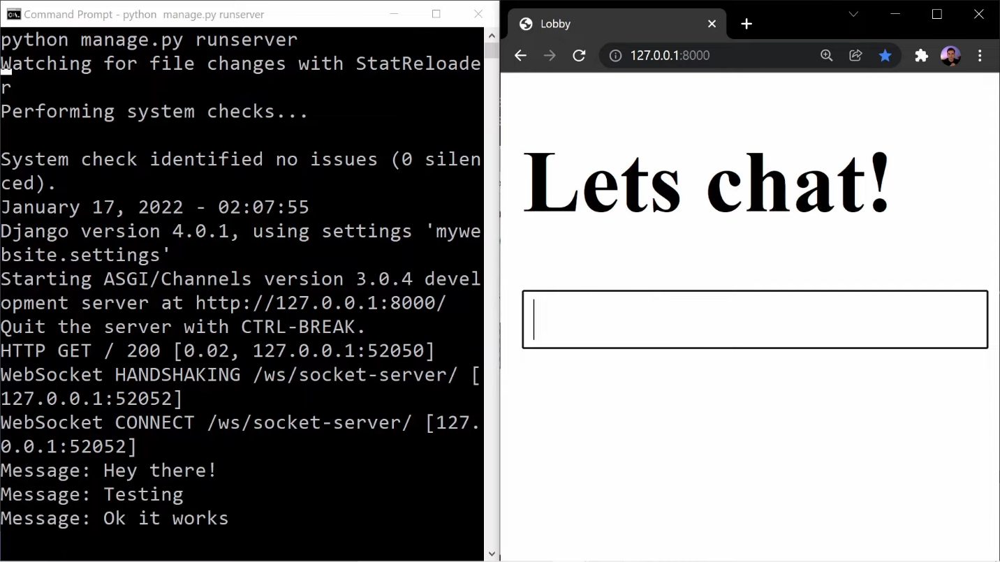 Command Prompt - python  manage.py runserver
python manage.py runserver
Watching for file changes with StatReloade
r
Performing system checks...
System check identified no issues (0 silen
ced).
January 17, 2022 - 02:07:55
Django version 4.0.1, using settings 'mywe
bsite.settings'
Starting ASGI/Channels version 3.0.4 devel
opment server at http://127.0.0.1:8000/
Quit the server with CTRL-BREAK.
HTTP GET / 200 [0.02, 127.0.0.1:52050]
WebSocket HANDSHAKING /ws/socket-server/ [
127.0.0.1:52052]
WebSocket CONNECT /ws/socket-server/ [127.
0.0.1:52052]
Message: Hey there!
Message: Testing
Message: Ok it works
Lobby
127.0.0.1:8000
Lets chat!